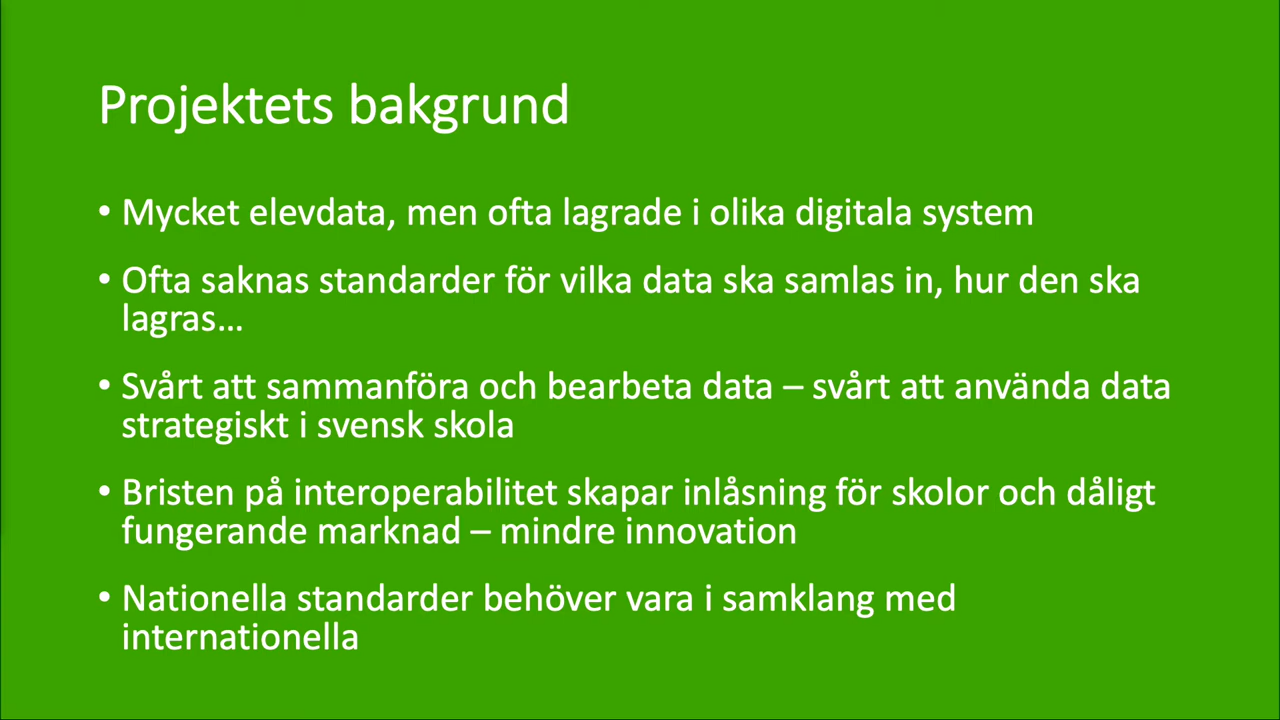 Projektets bakgrund
• Mycket elevdata, men ofta lagrade i olika digitala system
• Ofta saknas standarder för vilka data ska samlas in, hur den ska
lagras…
• Svårt att sammanföra och bearbeta data – svårt att använda data
strategiskt i svensk skola
• Bristen på interoperabilitet skapar inlåsning för skolor och dåligt
fungerande marknad – mindre innovation
• Nationella standarder behöver vara i samklang med
internationella